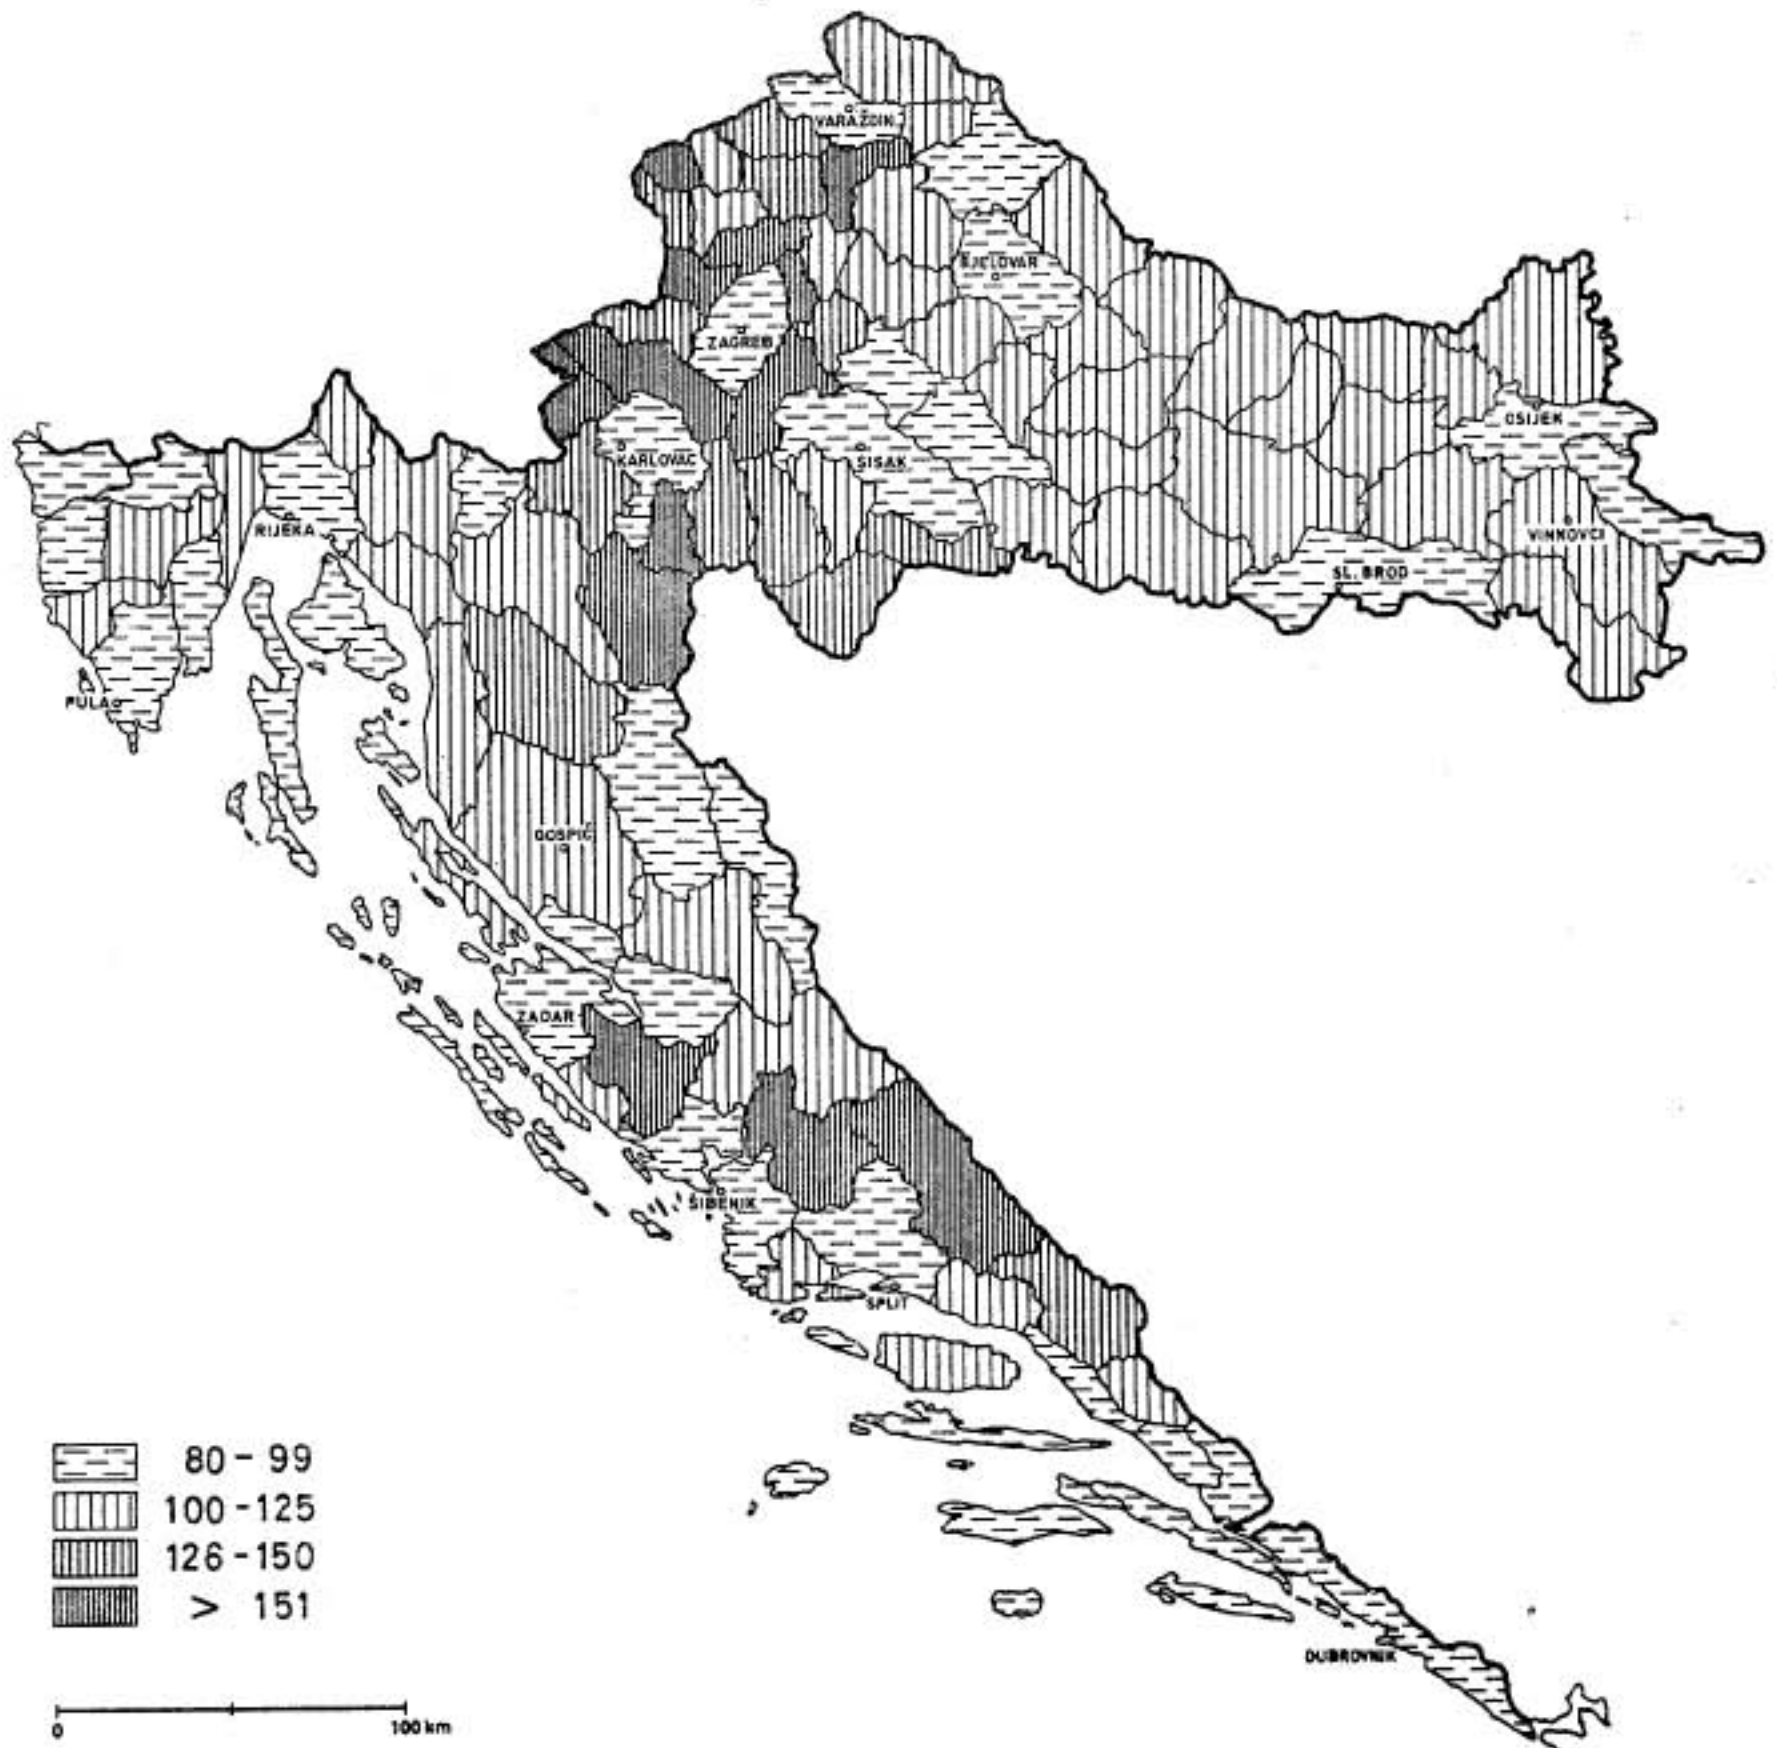 VARAŽDIN
BJELOVAR
ZAGREB
OSIJEK
KARLOVAC
SISAK
RIJEKA
VINKOVCI
SL. BROD
PULA
GOSPIĆ
ZADAR
ŠIBENIK
SPLIT
80 - 99
100 - 125
126 - 150
> 151
DUBROVNIK
0 100 km